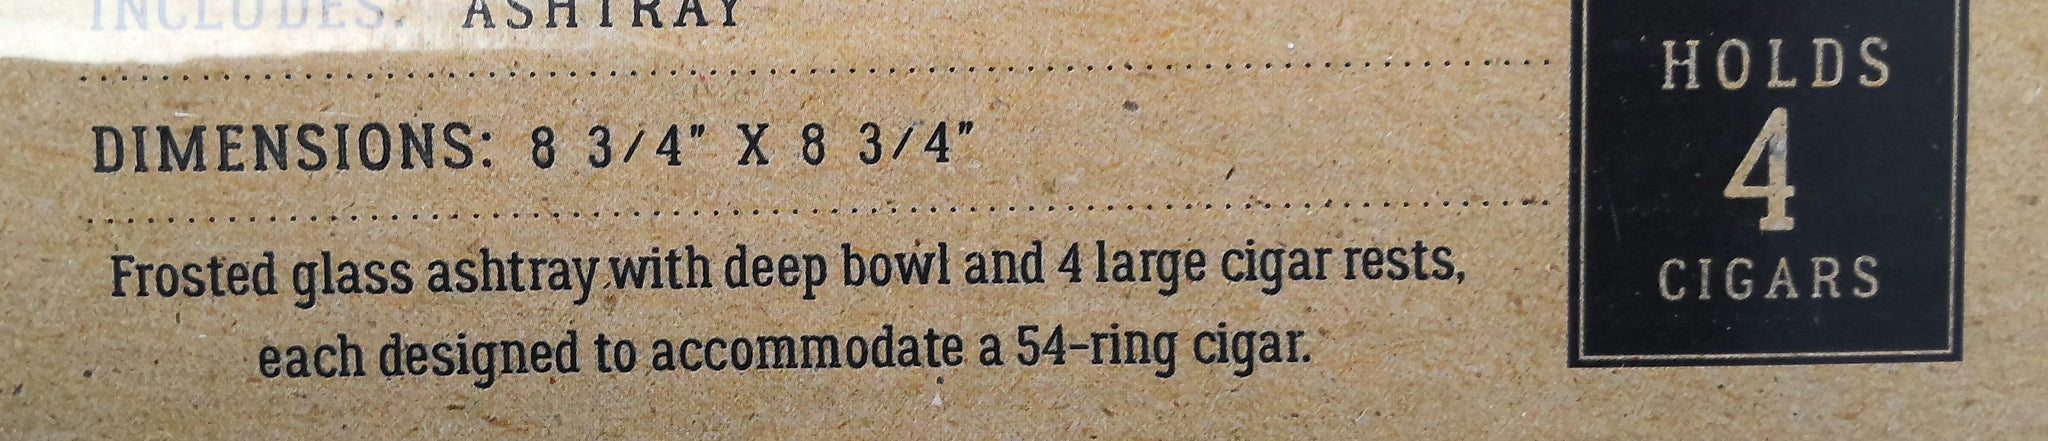 INCLUDES: ASHTRAY
DIMENSIONS: 8 3/4" X 8 3/4"
Frosted glass ashtray with deep bowl and 4 large cigar rests,
each designed to accommodate a 54-ring cigar.
HOLDS
4
CIGARS